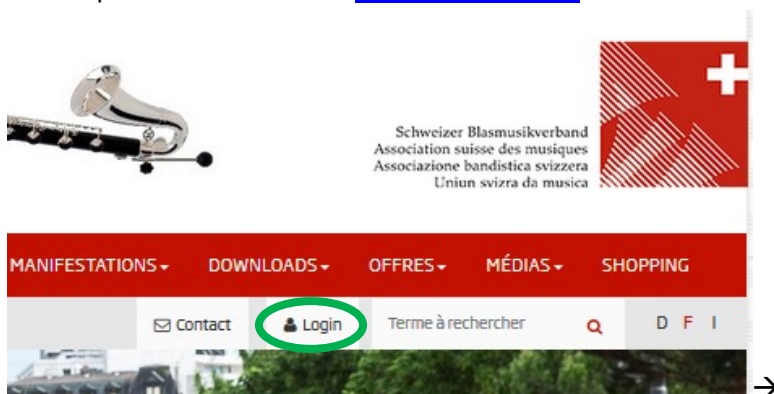 Schweizer Blasmusikverband
Association suisse des musiques
Associazione bandistica svizzera
Uniun svizra da musica
MANIFESTATIONS DOWNLOADS OFFRES MÉDIAS SHOPPING
Contact Login Terme à rechercher D F I
→